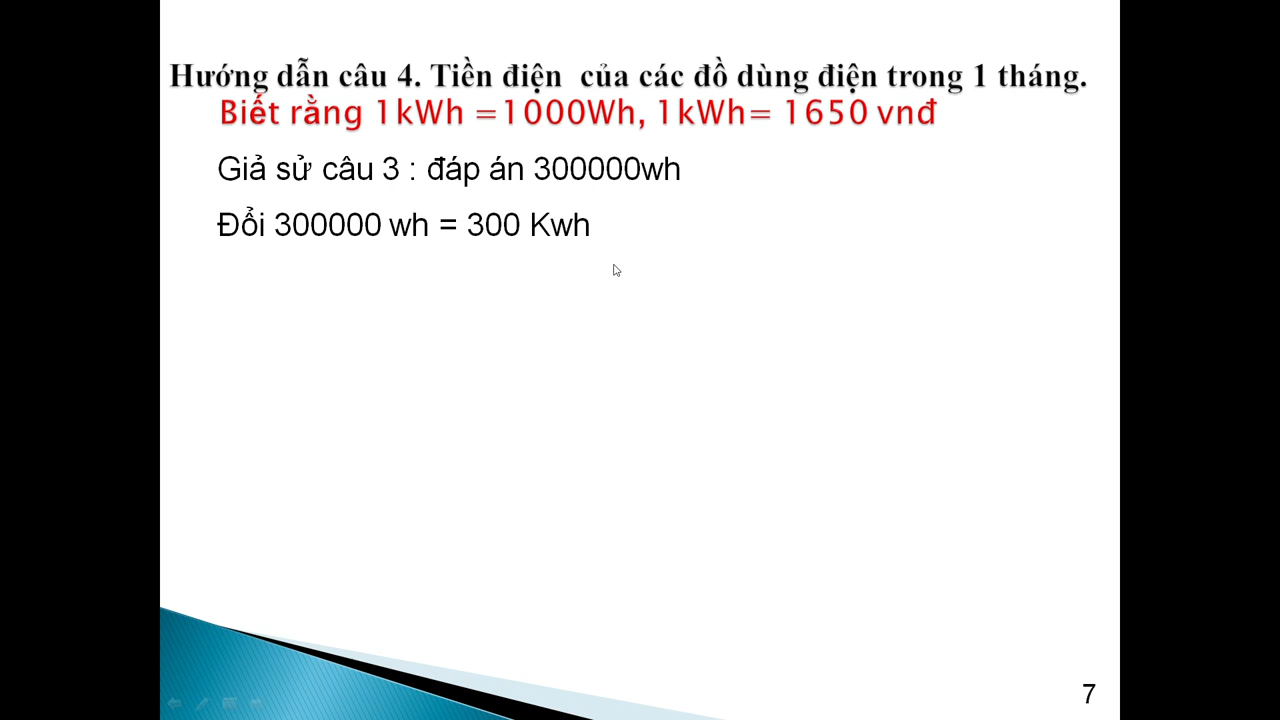 Hướng dẫn câu 4. Tiền điện  của các đồ dùng điện trong 1 tháng.
Biết rằng 1kWh =1000Wh, 1kWh= 1650 vnđ
Giả sử câu 3 : đáp án 300000wh
Đổi 300000 wh = 300 Kwh
7